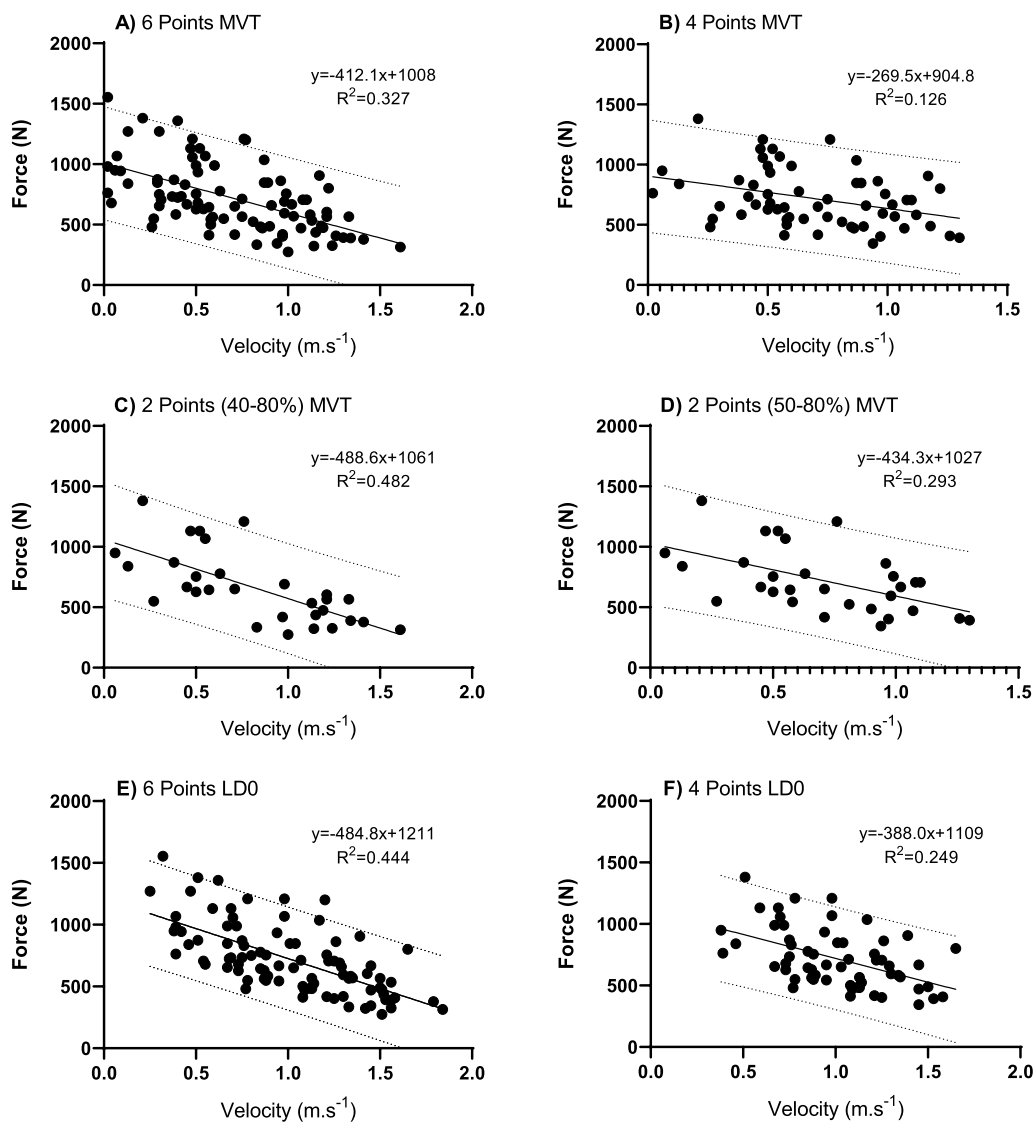 A) 6 Points MVT
y=-412.1x+1008
R²=0.327
Force (N)
2000
1500
1000
500
0
0.0 0.5 1.0 1.5 2.0
Velocity (m.s⁻¹)
B) 4 Points MVT
y=-269.5x+904.8
R²=0.126
Force (N)
2000
1500
1000
500
0
0.0 0.5 1.0 1.5
Velocity (m.s⁻¹)
C) 2 Points (40-80%) MVT
y=-488.6x+1061
R²=0.482
Force (N)
2000
1500
1000
500
0
0.0 0.5 1.0 1.5 2.0
Velocity (m.s⁻¹)
D) 2 Points (50-80%) MVT
y=-434.3x+1027
R²=0.293
Force (N)
2000
1500
1000
500
0
0.0 0.5 1.0 1.5
Velocity (m.s⁻¹)
E) 6 Points LD0
y=-484.8x+1211
R²=0.444
Force (N)
2000
1500
1000
500
0
0.0 0.5 1.0 1.5 2.0
Velocity (m.s⁻¹)
F) 4 Points LD0
y=-388.0x+1109
R²=0.249
Force (N)
2000
1500
1000
500
0
0.0 0.5 1.0 1.5 2.0
Velocity (m.s⁻¹)